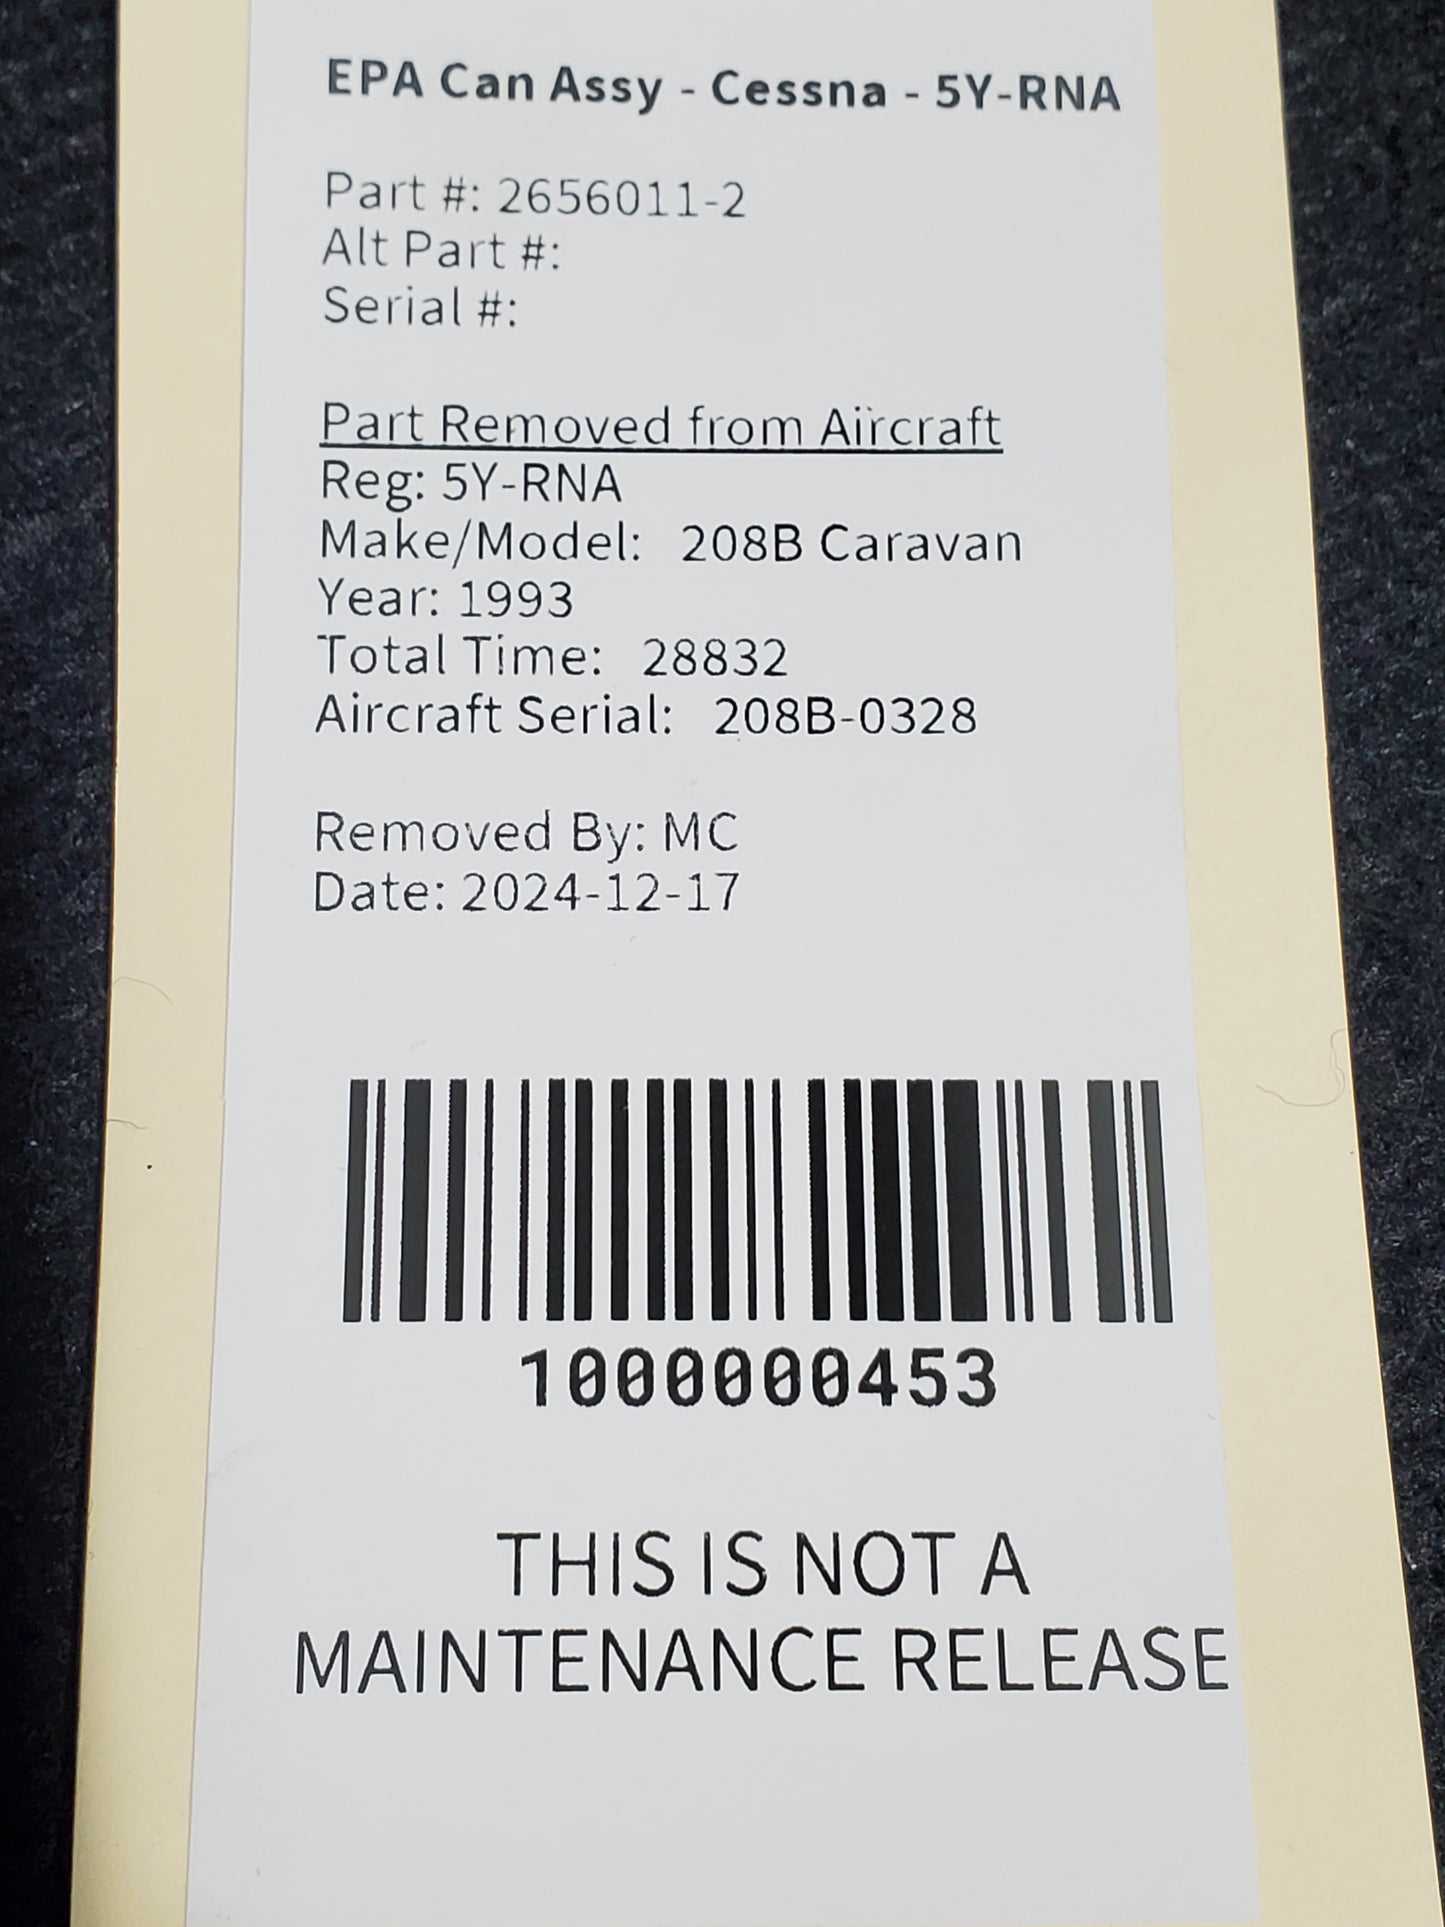 EPA Can Assy - Cessna - 5Y-RNA
Part #: 2656011-2
Alt Part #:
Serial #:
Part Removed from Aircraft
Reg: 5Y-RNA
Make/Model: 208B Caravan
Year: 1993
Total Time: 28832
Aircraft Serial: 208B-0328
Removed By: MC
Date: 2024-12-17
1000000453
THIS IS NOT A
MAINTENANCE RELEASE